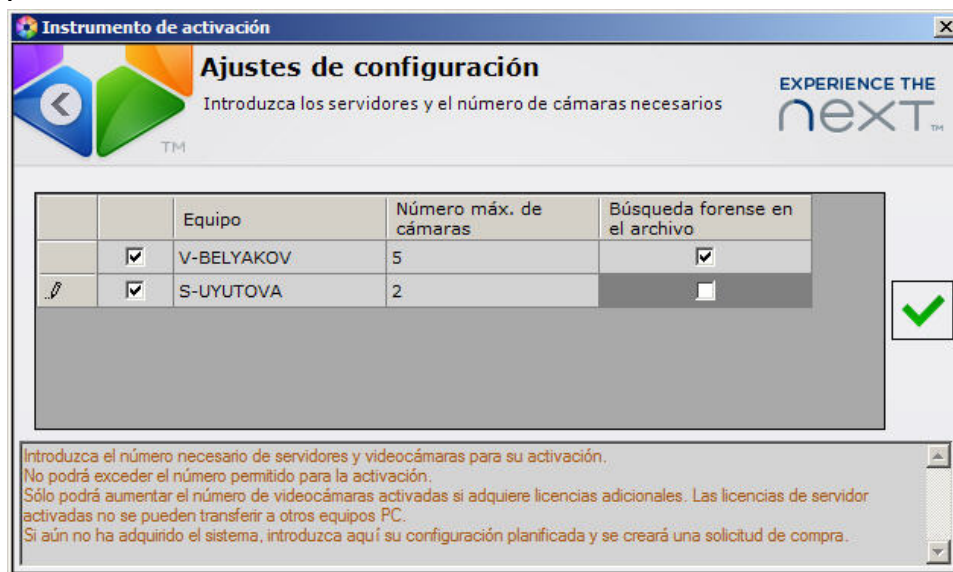 Instrumento de activación
Ajustes de configuración
Introduzca los servidores y el número de cámaras necesarios
EXPERIENCE THE
next TM
TM
Equipo
Número máx. de cámaras
Búsqueda forense en el archivo
V-BELYAKOV 5
S-UYUTOVA 2
Introduzca el número necesario de servidores y videocámaras para su activación.
No podrá exceder el número permitido para la activación.
Sólo podrá aumentar el número de videocámaras activadas si adquiere licencias adicionales. Las licencias de servidor
activadas no se pueden transferir a otros equipos PC.
Si aún no ha adquirido el sistema, introduzca aquí su configuración planificada y se creará una solicitud de compra.